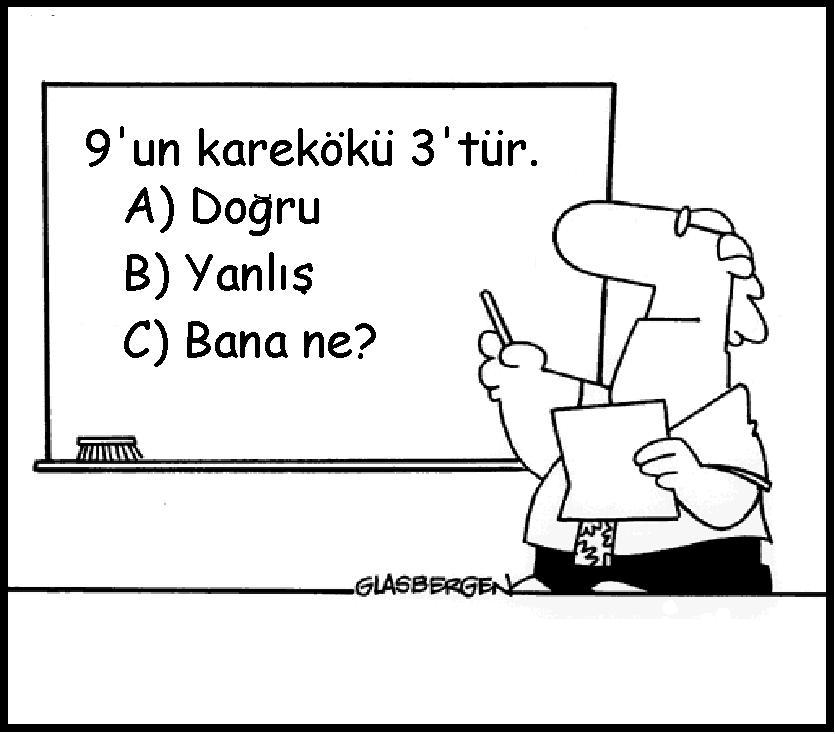 9'un karekökü 3'tür.
A) Doğru
B) Yanlış
C) Bana ne?
GLASBERGEN